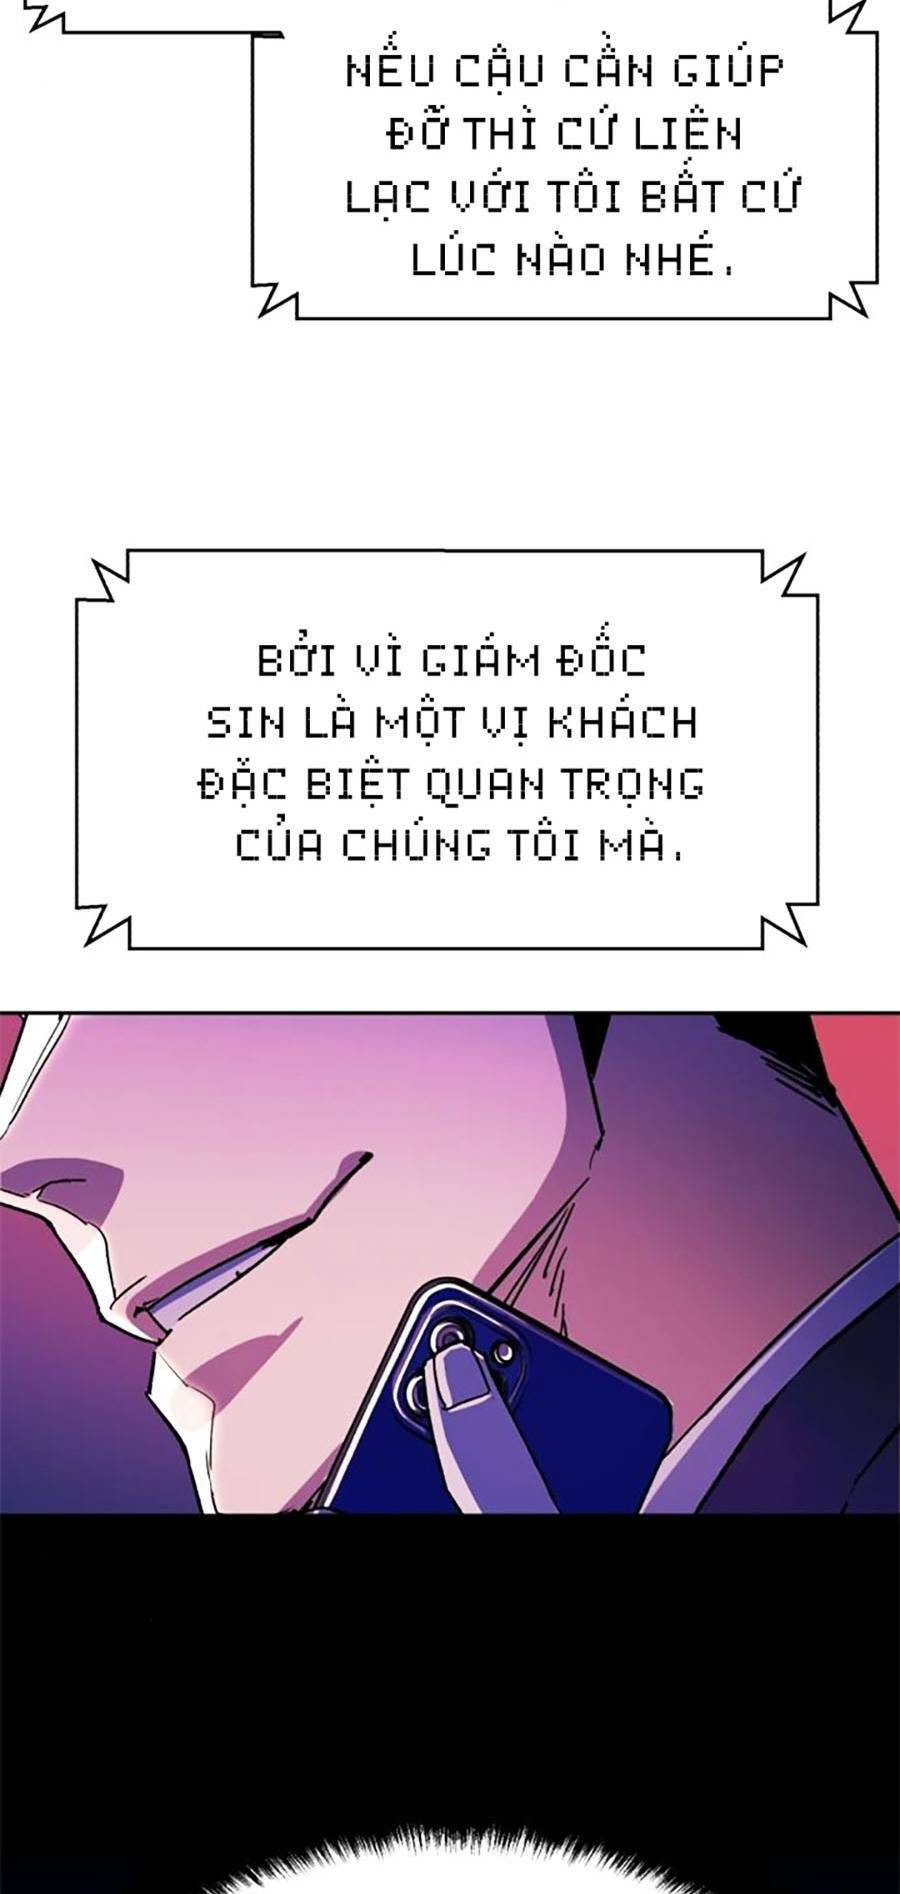 NẾU CẬU CẦN GIÚP
ĐỠ THÌ CỨ LIÊN
LẠC VỚI TÔI BẤT CỨ
LÚC NÀO NHÉ.
BỞI VÌ GIÁM ĐỐC
SIN LÀ MỘT VỊ KHÁCH
ĐẶC BIỆT QUAN TRỌNG
CỦA CHÚNG TÔI MÀ.